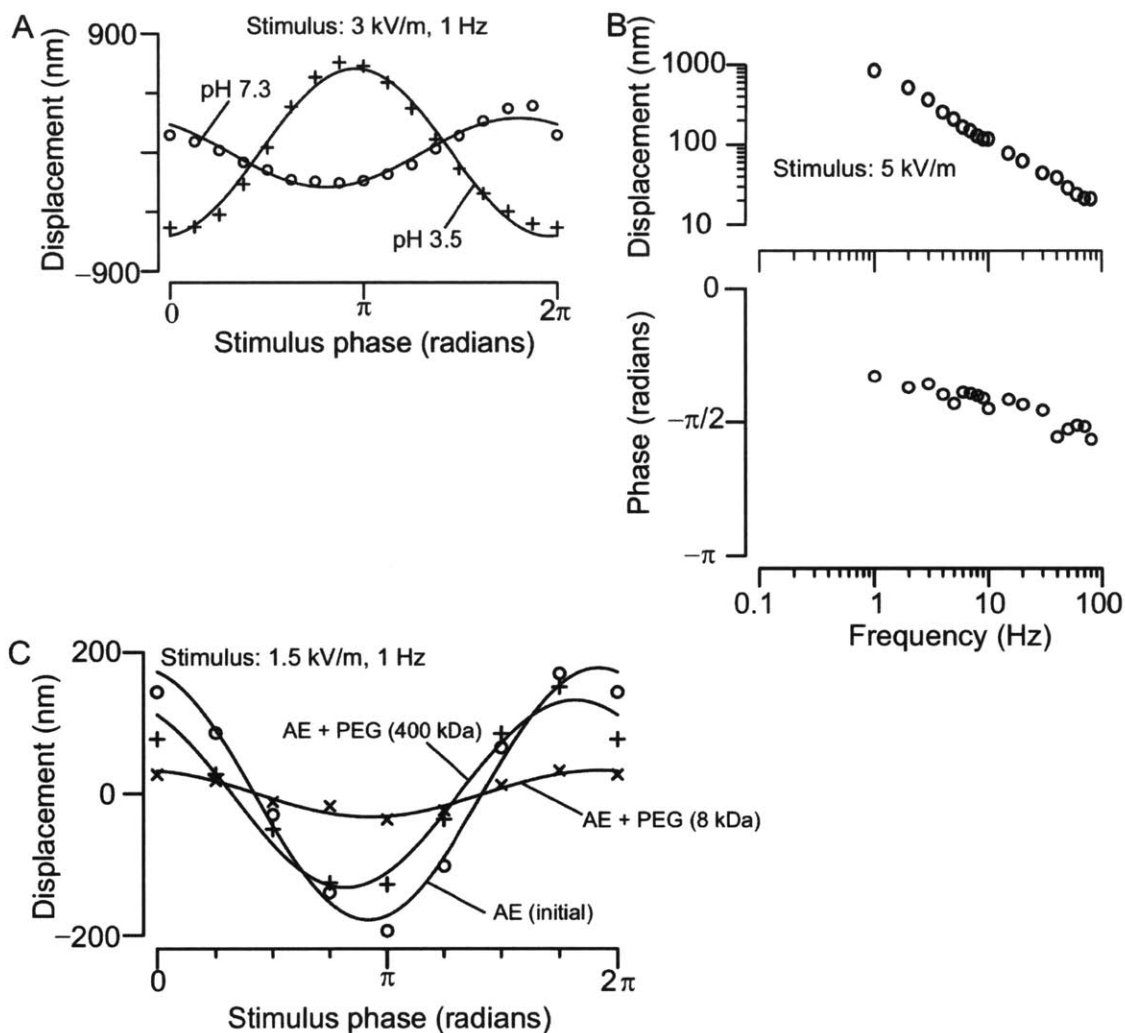 A
Stimulus: 3 kV/m, 1 Hz
Displacement (nm)
900
−900
pH 7.3
pH 3.5
0
π
2π
Stimulus phase (radians)
B
Displacement (nm)
1000
100
10
Stimulus: 5 kV/m
Phase (radians)
0
−π/2
−π
0.1
1
10
100
Frequency (Hz)
C
Stimulus: 1.5 kV/m, 1 Hz
Displacement (nm)
200
0
−200
AE + PEG (400 kDa)
AE + PEG (8 kDa)
AE (initial)
0
π
2π
Stimulus phase (radians)